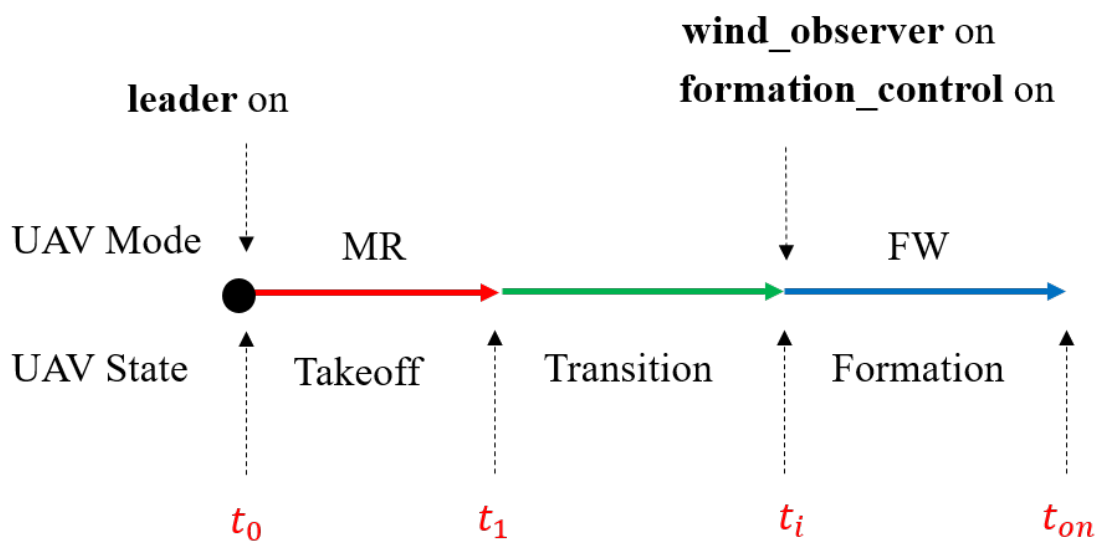 wind_observer on
leader on
formation_control on
UAV Mode
MR
FW
UAV State
Takeoff
Transition
Formation
t₀
t₁
tᵢ
tₒₙ